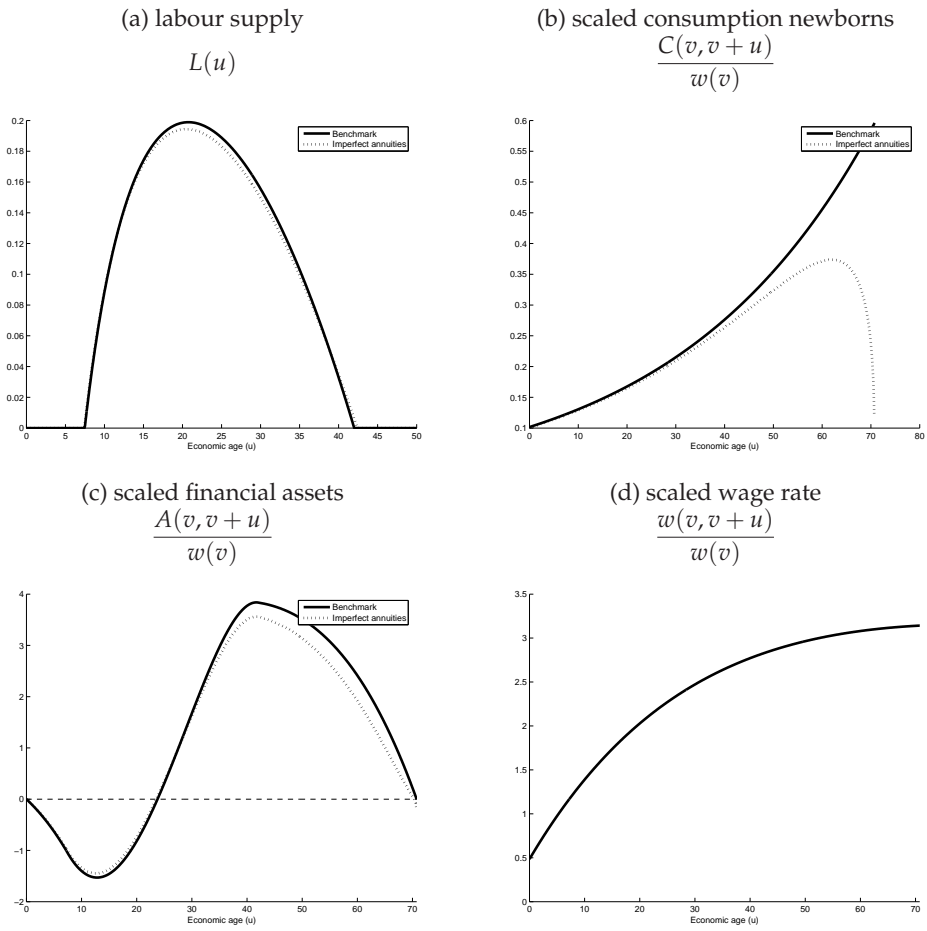 (a) labour supply
L(u)
0.2
0.18
0.16
0.14
0.12
0.1
0.08
0.06
0.04
0.02
0
0 5 10 15 20 25 30 35 40 45 50
Economic age (u)
Benchmark
Imperfect annuities
(b) scaled consumption newborns
C(v, v + u)
w(v)
0.6
0.55
0.5
0.45
0.4
0.35
0.3
0.25
0.2
0.15
0.1
0 10 20 30 40 50 60 70 80
Economic age (u)
Benchmark
Imperfect annuities
(c) scaled financial assets
A(v, v + u)
w(v)
4
3
2
1
0
−1
−2
0 10 20 30 40 50 60 70
Economic age (u)
Benchmark
Imperfect annuities
(d) scaled wage rate
w(v, v + u)
w(v)
3.5
3
2.5
2
1.5
1
0.5
0
0 10 20 30 40 50 60 70
Economic age (u)